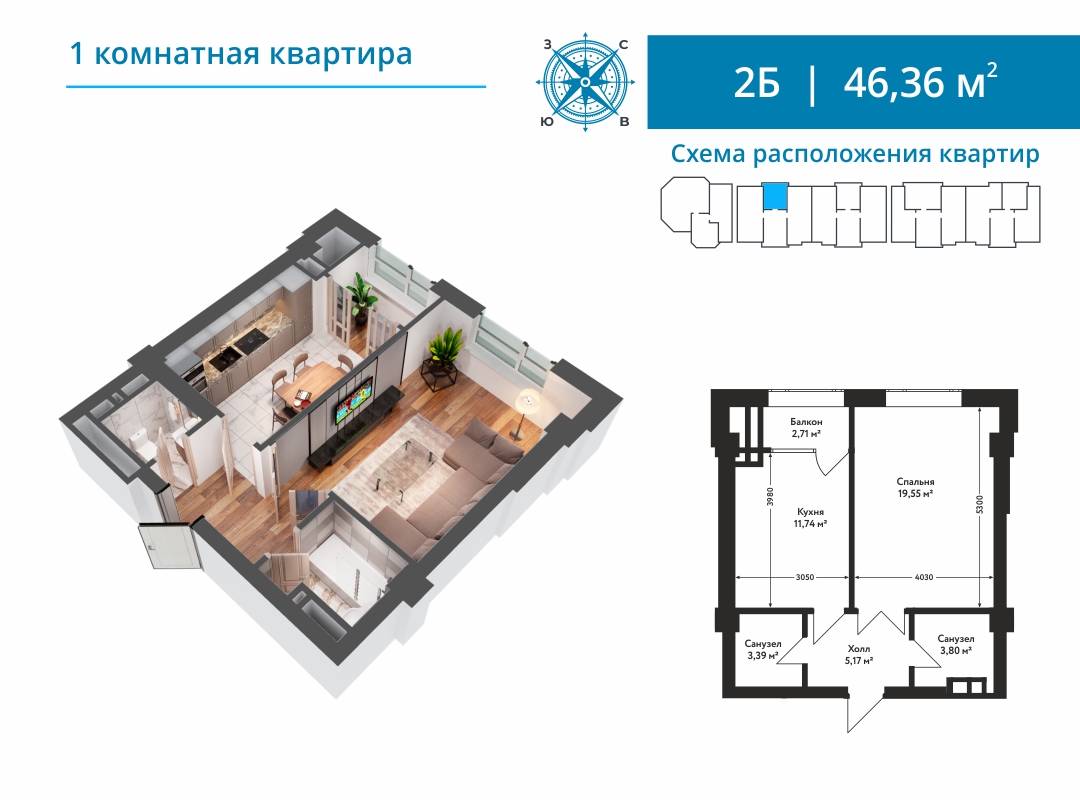 1 комнатная квартира
З
С
Ю
В
2Б | 46,36 м²
Схема расположения квартир
Балкон
2,71 м²
Спальня
19,55 м²
3980
5300
Кухня
11,74 м²
3050
4030
Санузел
3,39 м²
Холл
5,17 м²
Санузел
3,80 м²